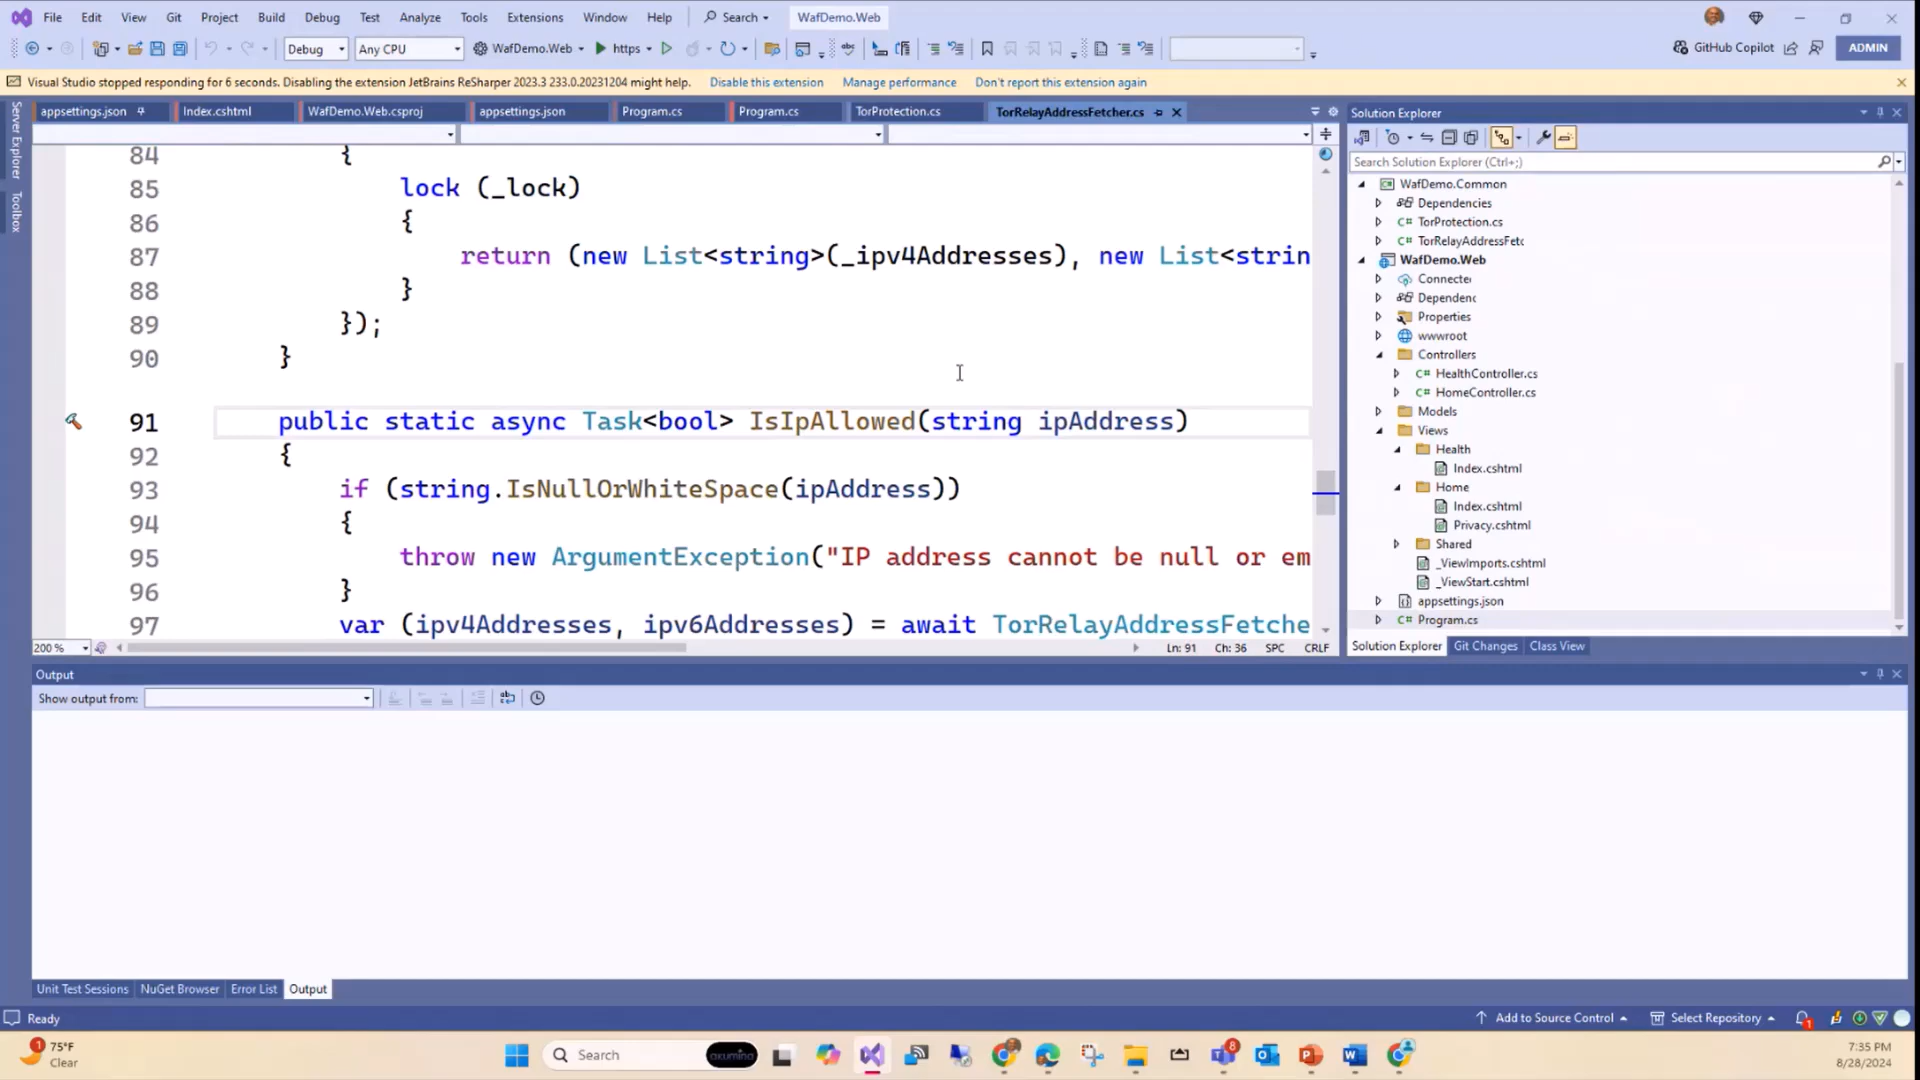 File Edit View Git Project Build Debug Test Analyze Tools Extensions Window Help Search WafDemo.Web
Debug Any CPU WafDemo.Web https GitHub Copilot ADMIN
Visual Studio stopped responding for 6 seconds. Disabling the extension JetBrains ReSharper 2023.3 233.0.20231204 might help. Disable this extension Manage performance Don't report this extension again
Server Explorer
Toolbox
appsettings.json Index.cshtml WafDemo.Web.csproj appsettings.json Program.cs Program.cs TorProtection.cs TorRelayAddressFetcher.cs
84 {
85 lock (_lock)
86 {
87 return (new List<string>(_ipv4Addresses), new List<strin
88 }
89 });
90 }
91 public static async Task<bool> IsIpAllowed(string ipAddress)
92 {
93 if (string.IsNullOrWhiteSpace(ipAddress))
94 {
95 throw new ArgumentException("IP address cannot be null or em
96 }
97 var (ipv4Addresses, ipv6Addresses) = await TorRelayAddressFetche
200 % Ln: 91 Ch: 36 SPC CRLF
Solution Explorer
Search Solution Explorer (Ctrl+;)
WafDemo.Common
Dependencies
C# TorProtection.cs
C# TorRelayAddressFetc
WafDemo.Web
Connecte
Dependenc
Properties
wwwroot
Controllers
C# HealthController.cs
C# HomeController.cs
Models
Views
Health
Index.cshtml
Home
Index.cshtml
Privacy.cshtml
Shared
_ViewImports.cshtml
_ViewStart.cshtml
appsettings.json
C# Program.cs
Solution Explorer Git Changes Class View
Output
Show output from:
Unit Test Sessions NuGet Browser Error List Output
Ready Add to Source Control Select Repository 1
1 75°F
Clear
Search akumina 8
7:35 PM
8/28/2024